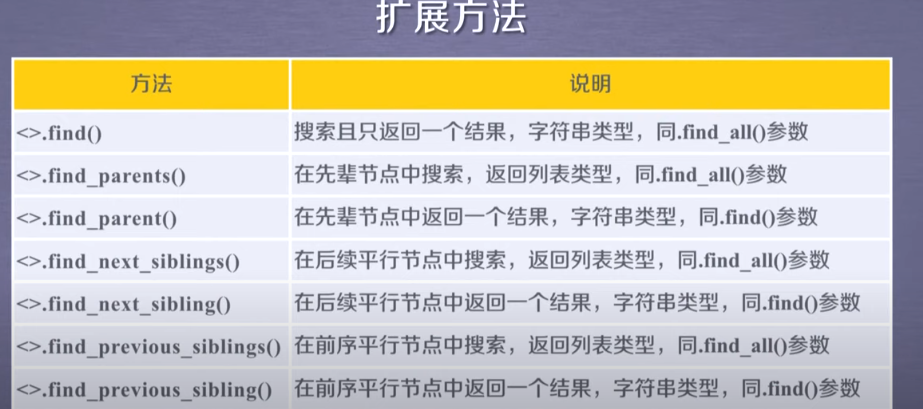 扩展方法
方法 说明
<>.find() 搜索且只返回一个结果，字符串类型，同.find_all()参数
<>.find_parents() 在先辈节点中搜索，返回列表类型，同.find_all()参数
<>.find_parent() 在先辈节点中返回一个结果，字符串类型，同.find()参数
<>.find_next_siblings() 在后续平行节点中搜索，返回列表类型，同.find_all()参数
<>.find_next_sibling() 在后续平行节点中返回一个结果，字符串类型，同.find()参数
<>.find_previous_siblings() 在前序平行节点中搜索，返回列表类型，同.find_all()参数
<>.find_previous_sibling() 在前序平行节点中返回一个结果，字符串类型，同.find()参数